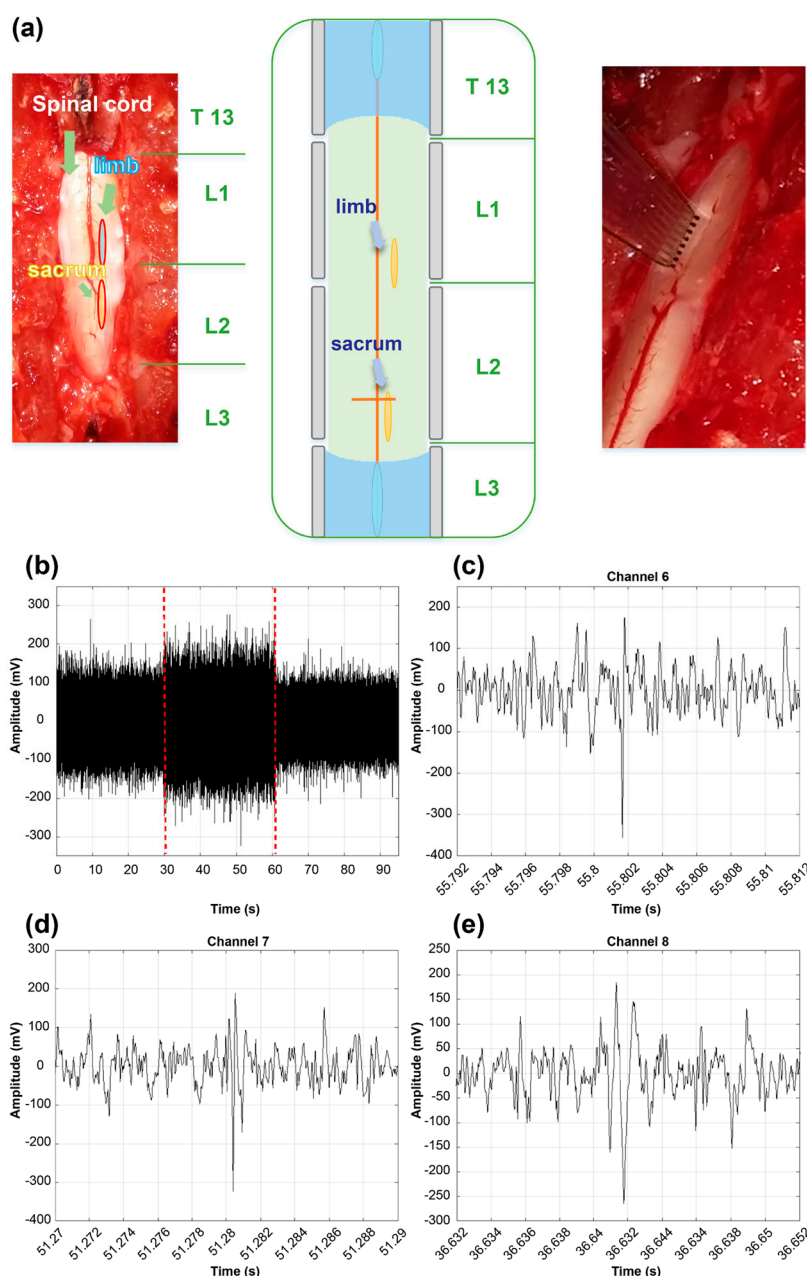 (a)
Spinal cord
limb
sacrum
T 13
L1
L2
L3
limb
sacrum
T 13
L1
L2
L3
(b)
Amplitude (mV)
300
200
100
0
-100
-200
-300
0 10 20 30 40 50 60 70 80 90
Time (s)
(c)
Channel 6
Amplitude (mV)
200
100
0
-100
-200
-300
-400
55.792 55.794 55.796 55.798 55.8 55.802 55.804 55.806 55.808 55.81 55.812
Time (s)
(d)
Channel 7
Amplitude (mV)
300
200
100
0
-100
-200
-300
-400
51.27 51.272 51.274 51.276 51.278 51.28 51.282 51.284 51.286 51.288 51.29
Time (s)
(e)
Channel 8
Amplitude (mV)
250
200
150
100
50
0
-50
-100
-150
-200
-250
-300
36.632 36.634 36.636 36.638 36.64 36.632 36.644 36.634 36.638 36.65 36.652
Time (s)